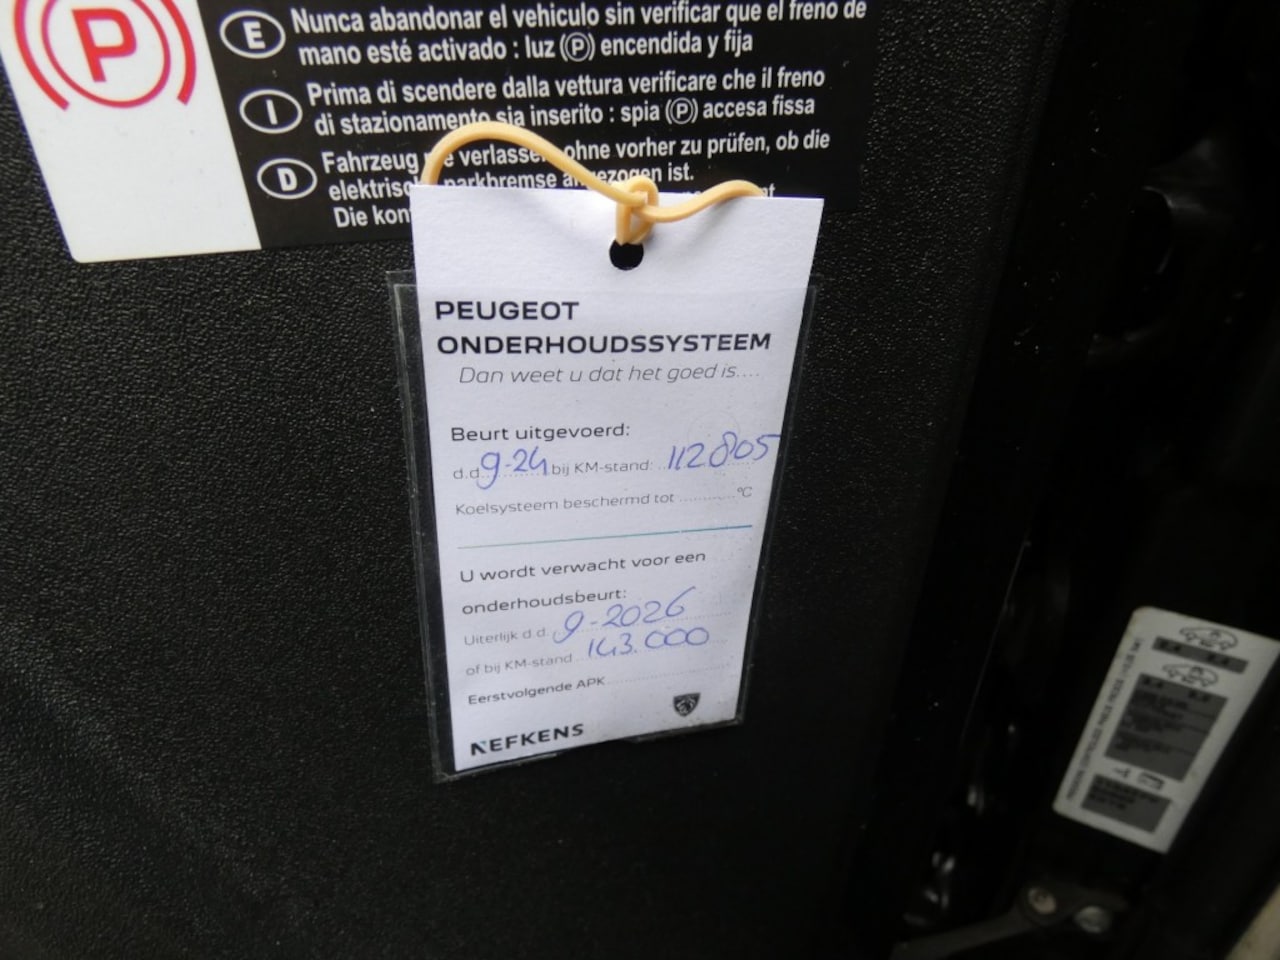 P
E Nunca abandonar el vehiculo sin verificar que el freno de
mano esté activado : luz (P) encendida y fija
I Prima di scendere dalla vettura verificare che il freno
di stazionamento sia inserito : spia (P) accesa fissa
D Fahrzeug verlassen ohne vorher zu prüfen, ob die
parkbremse angezogen ist.
Die
PEUGEOT
ONDERHOUDSSYSTEEM
Dan weet u dat het goed is....
Beurt uitgevoerd:
d.d. 9-24 bij KM-stand: 112805
Koelsysteem beschermd tot .......... °C
U wordt verwacht voor een
onderhoudsbeurt:
Uiterlijk d.d. 9-2026
of bij KM-stand 143.000
Eerstvolgende APK
NEFKENS